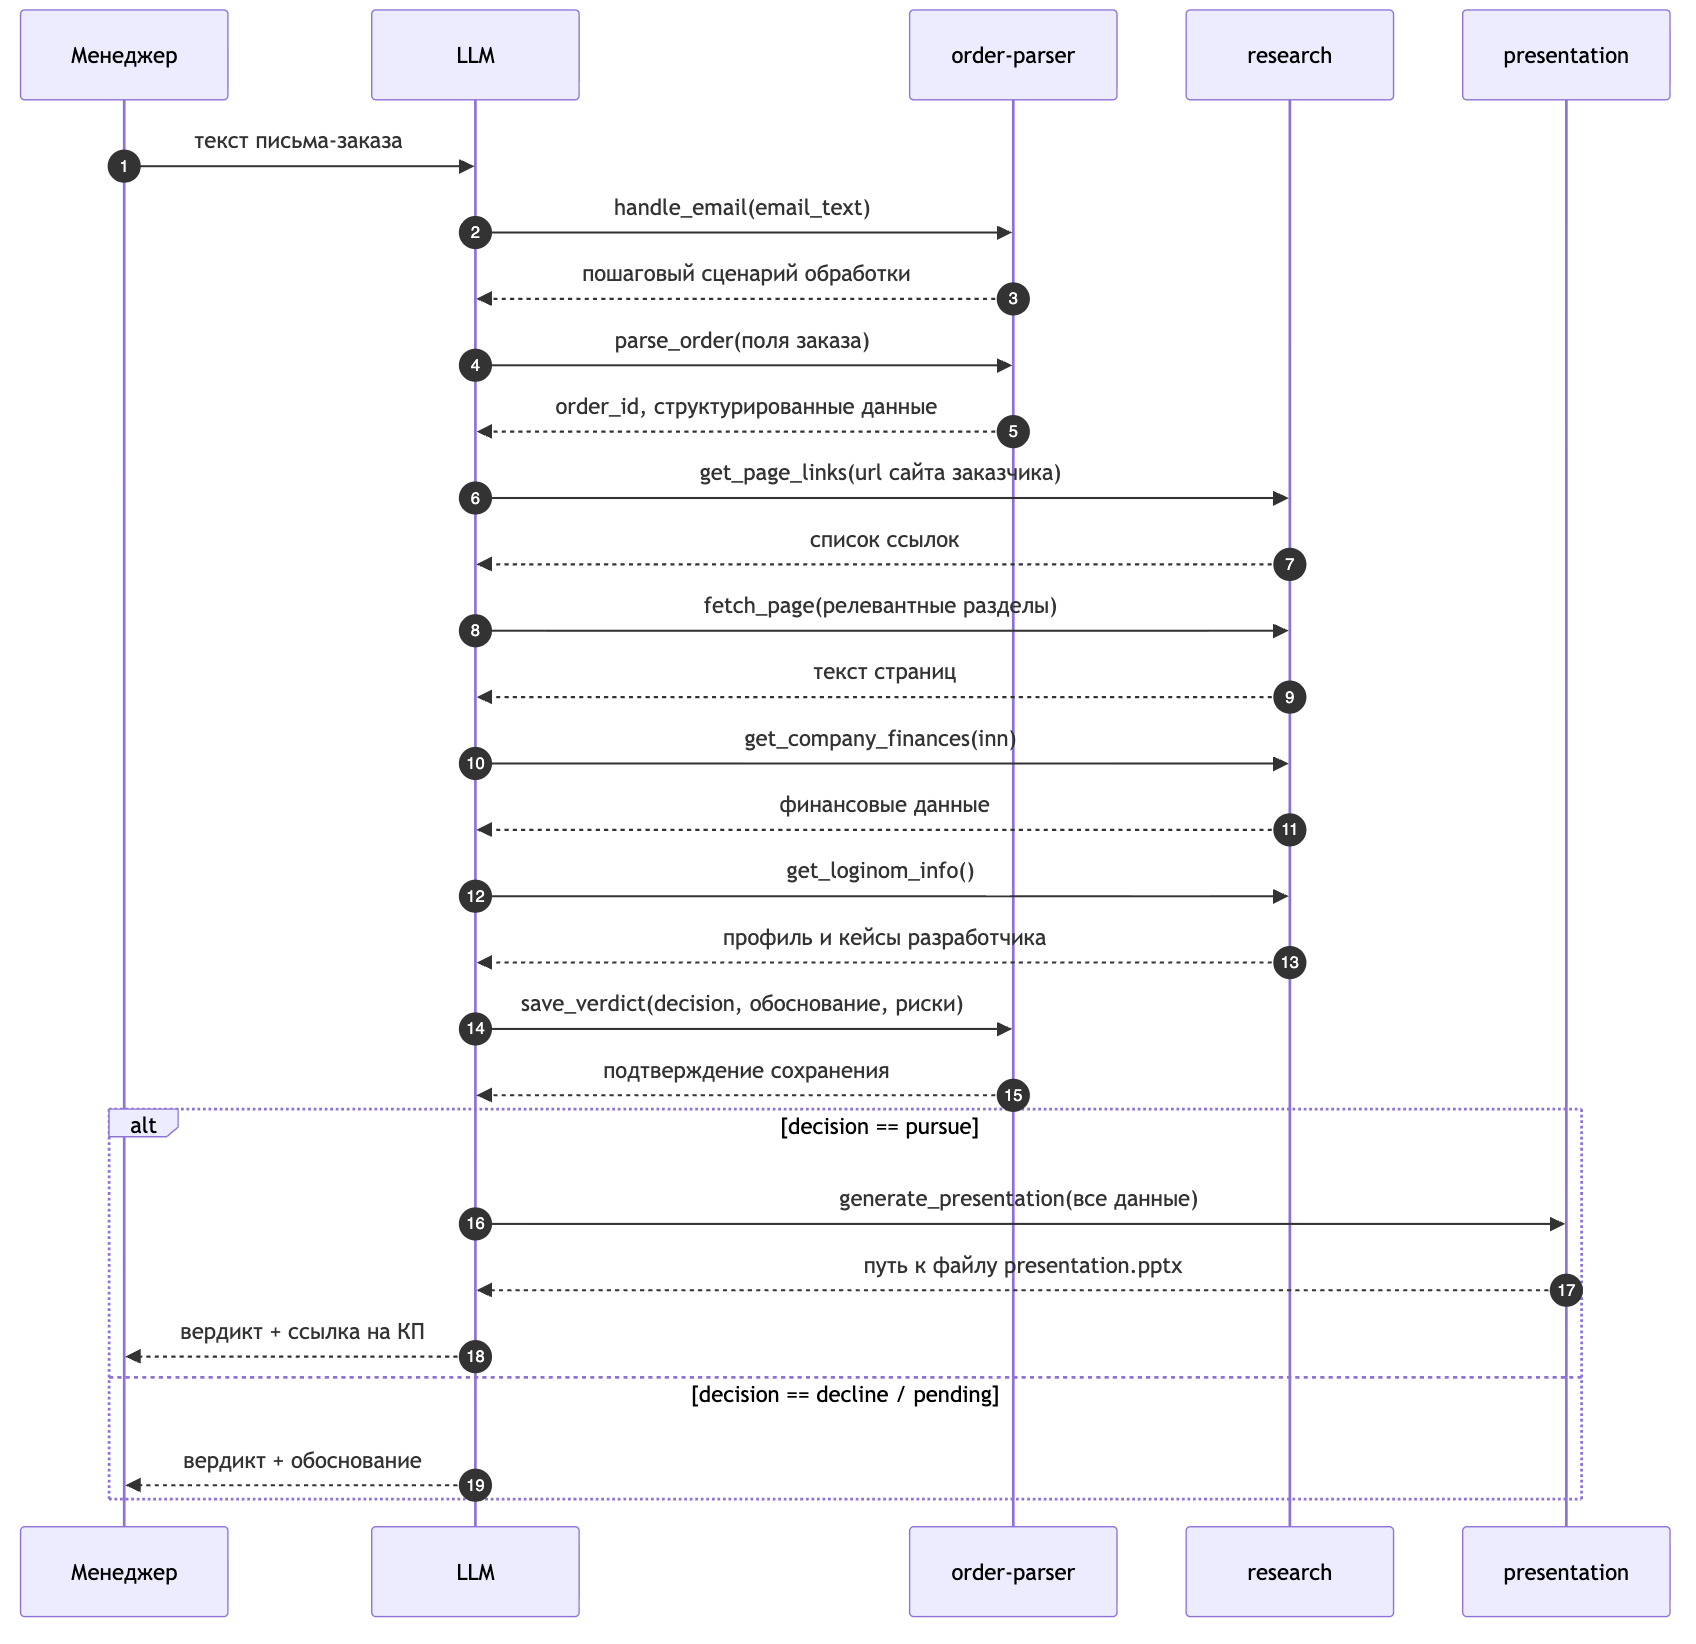 Менеджер
LLM
order-parser
research
presentation
текст письма-заказа
1
handle_email(email_text)
2
пошаговый сценарий обработки
3
parse_order(поля заказа)
4
order_id, структурированные данные
5
get_page_links(url сайта заказчика)
6
список ссылок
7
fetch_page(релевантные разделы)
8
текст страниц
9
get_company_finances(inn)
10
финансовые данные
11
get_loginom_info()
12
профиль и кейсы разработчика
13
save_verdict(decision, обоснование, риски)
14
подтверждение сохранения
15
alt
[decision == pursue]
generate_presentation(все данные)
16
путь к файлу presentation.pptx
17
вердикт + ссылка на КП
18
[decision == decline / pending]
вердикт + обоснование
19
Менеджер
LLM
order-parser
research
presentation